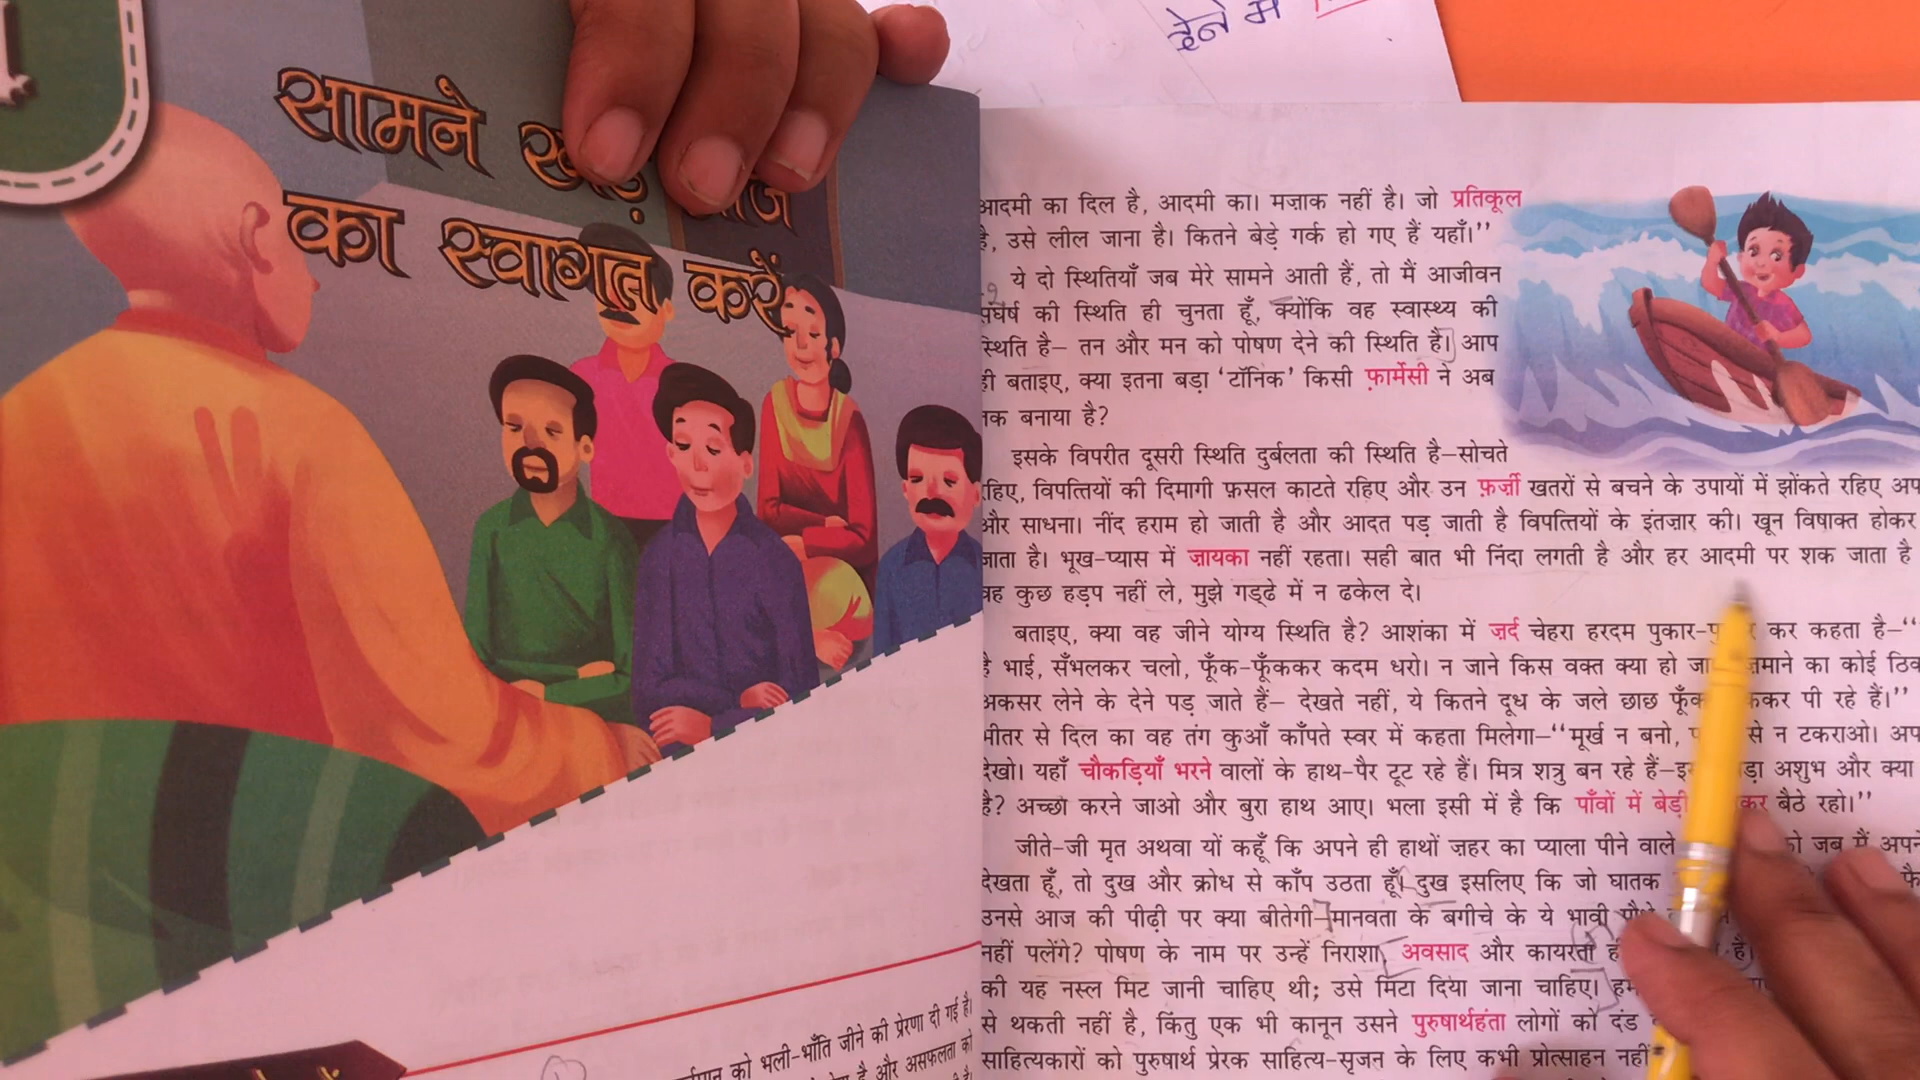 देने में
सामने
का स्वागत करें
आदमी का दिल है, आदमी का। मज़ाक नहीं है। जो प्रतिकूल
है, उसे लील जाना है। कितने बेड़े गर्क हो गए हैं यहाँ।''
ये दो स्थितियाँ जब मेरे सामने आती हैं, तो मैं आजीवन
संघर्ष की स्थिति ही चुनता हूँ, क्योंकि वह स्वास्थ्य की
स्थिति है– तन और मन को पोषण देने की स्थिति है। आप
ही बताइए, क्या इतना बड़ा 'टॉनिक' किसी फ़ार्मेसी ने अब
तक बनाया है?
इसके विपरीत दूसरी स्थिति दुर्बलता की स्थिति है–सोचते
रहिए, विपत्तियों की दिमागी फ़सल काटते रहिए और उन फ़र्ज़ी खतरों से बचने के उपायों में झोंकते रहिए
और साधना। नींद हराम हो जाती है और आदत पड़ जाती है विपत्तियों के इंतज़ार की। खून विषाक्त होकर
जाता है। भूख-प्यास में ज़ायका नहीं रहता। सही बात भी निंदा लगती है और हर आदमी पर शक जाता है
वह कुछ हड़प नहीं ले, मुझे गड्ढे में न ढकेल दे।
बताइए, क्या वह जीने योग्य स्थिति है? आशंका में ज़र्द चेहरा हरदम कर कहता है–''
है भाई, सँभलकर चलो, फूँक-फूँककर कदम धरो। न जाने किस वक्त क्या हो ज़माने का कोई
अकसर लेने के देने पड़ जाते हैं– देखते नहीं, ये कितने दूध के जले छाछ पी रहे हैं।''
भीतर से दिल का वह तंग कुआँ काँपते स्वर में कहता मिलेगा–''मूर्ख न बनो, से न टकराओ।
देखो। यहाँ चौकड़ियाँ भरने वालों के हाथ-पैर टूट रहे हैं। मित्र शत्रु बन रहे हैं– अशुभ और क्या
है? अच्छा करने जाओ और बुरा हाथ आए। भला इसी में है कि पाँवों में बेड़ी बैठे रहो।''
जीते-जी मृत अथवा यों कहूँ कि अपने ही हाथों ज़हर का प्याला पीने वाले को जब मैं
देखता हूँ, तो दुख और क्रोध से काँप उठता हूँ। दुख इसलिए कि जो घातक
उनसे आज की पीढ़ी पर क्या बीतेगी–मानवता के बगीचे के ये भावी पौधे
नहीं पलेंगे? पोषण के नाम पर उन्हें निराशा, अवसाद और कायरता है।
की यह नस्ल मिट जानी चाहिए थी; उसे मिटा दिया जाना चाहिए।
से थकती नहीं है, किंतु एक भी कानून उसने पुरुषार्थहंता लोगों को दंड
साहित्यकारों को पुरुषार्थ प्रेरक साहित्य-सृजन के लिए कभी प्रोत्साहन नहीं
को भली-भाँति जीने की प्रेरणा दी गई है।
है और असफलता को